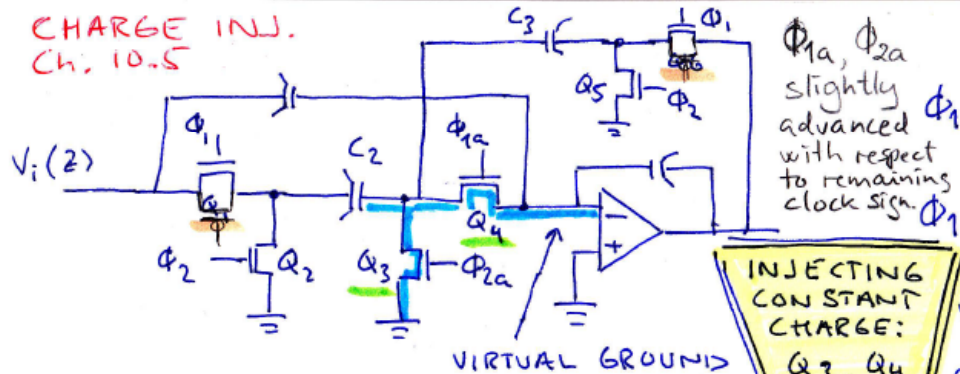 CHARGE INJ.
Ch. 10.5
C3
Φ1
Q5
Φ2
Φ1a, Φ2a
slightly
advanced
with respect
to remaining
clock sign.
Φ1
Φ1
Φ1
C2
Φ1a
Vi(z)
Q1
Q4
Φ2
Q2
Q3
Φ2a
-
+
VIRTUAL GROUND
INJECTING
CONSTANT
CHARGE:
Q3 Q4